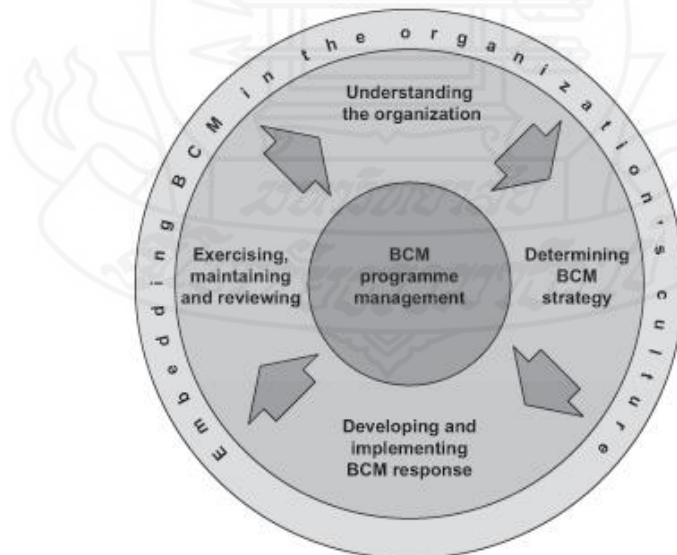 Embedding BCM in the organization's culture
Understanding
the organization
Exercising,
maintaining
and reviewing
BCM
programme
management
Determining
BCM
strategy
Developing and
implementing
BCM response